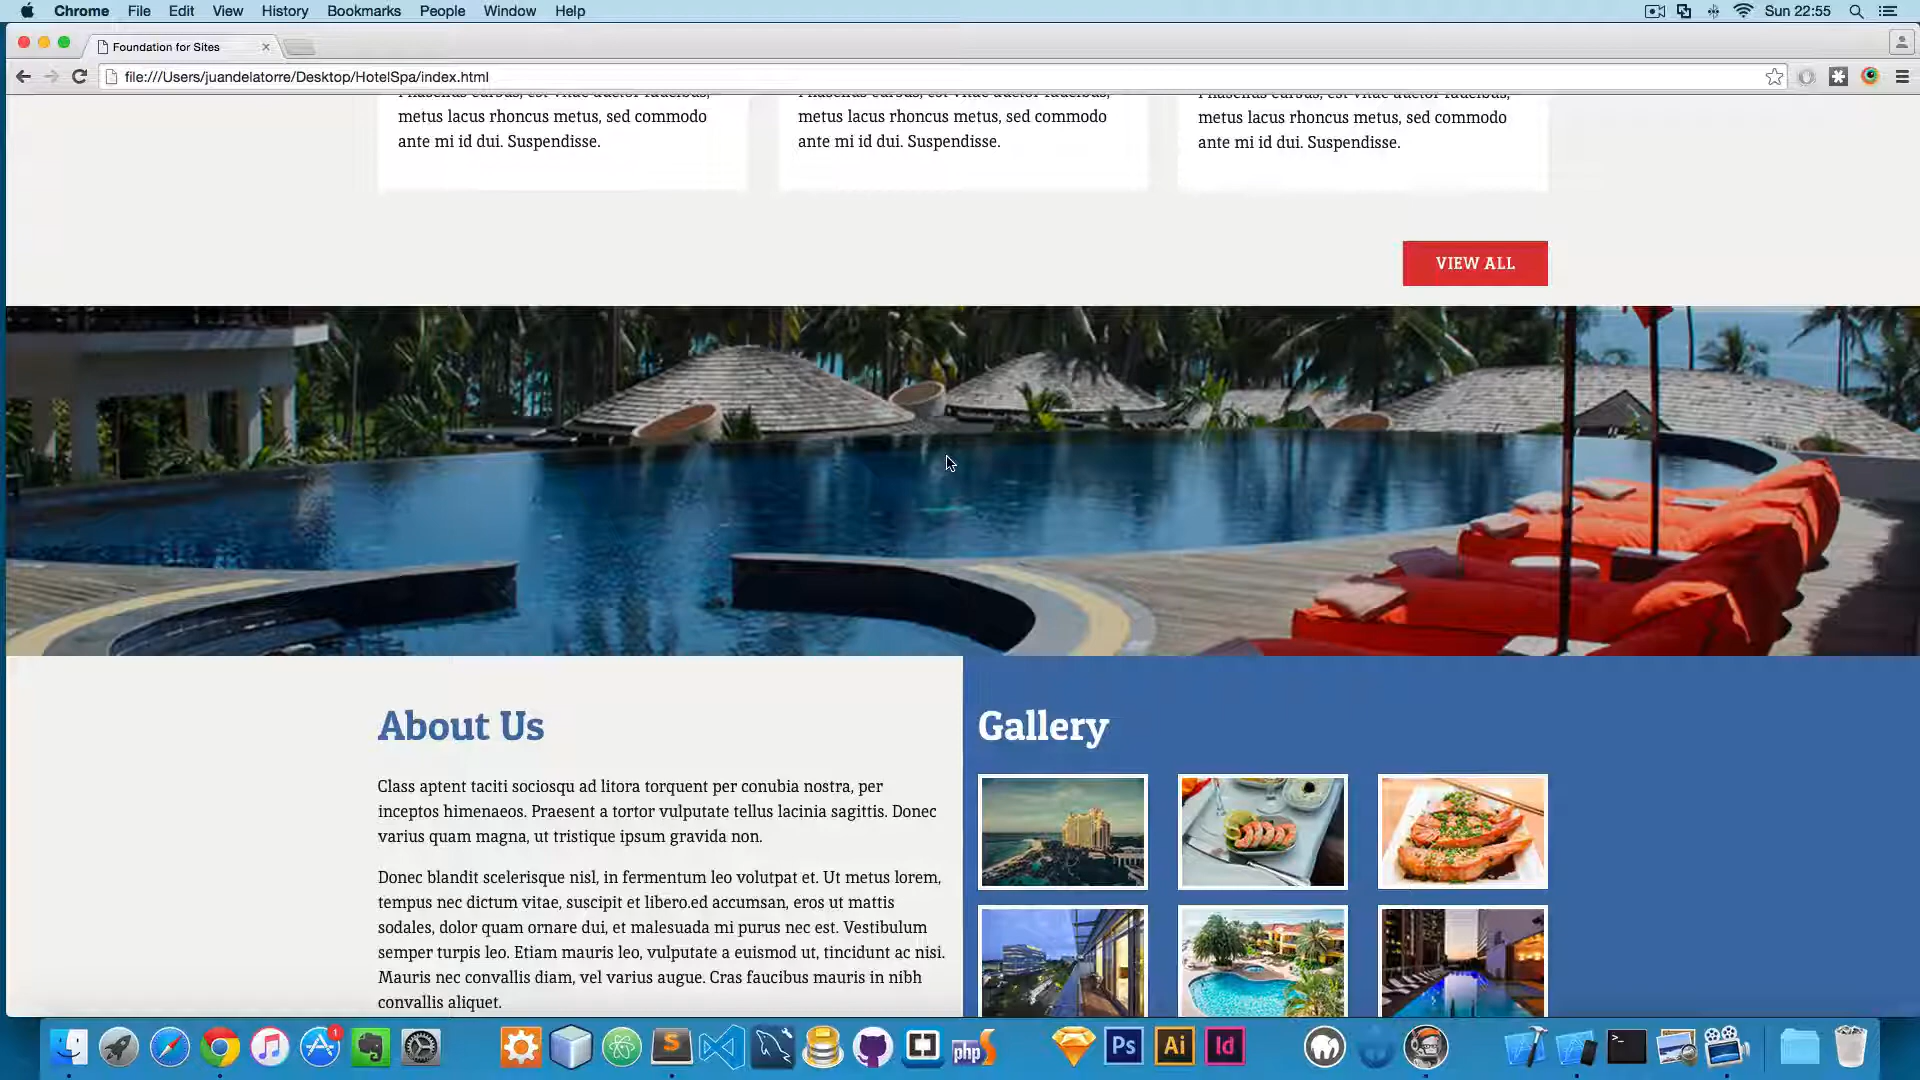 Chrome File Edit View History Bookmarks People Window Help Sun 22:55
Foundation for Sites
file:///Users/juandelatorre/Desktop/HotelSpa/index.html
metus lacus rhoncus metus, sed commodo
ante mi id dui. Suspendisse.
metus lacus rhoncus metus, sed commodo
ante mi id dui. Suspendisse.
metus lacus rhoncus metus, sed commodo
ante mi id dui. Suspendisse.
VIEW ALL
About Us
Class aptent taciti sociosqu ad litora torquent per conubia nostra, per
inceptos himenaeos. Praesent a tortor vulputate tellus lacinia sagittis. Donec
varius quam magna, ut tristique ipsum gravida non.
Donec blandit scelerisque nisl, in fermentum leo volutpat et. Ut metus lorem,
tempus nec dictum vitae, suscipit et libero.ed accumsan, eros ut mattis
sodales, dolor quam ornare dui, et malesuada mi purus nec est. Vestibulum
semper turpis leo. Etiam mauris leo, vulputate a euismod ut, tincidunt ac nisi.
Mauris nec convallis diam, vel varius augue. Cras faucibus mauris in nibh
convallis aliquet.
Gallery
1
S
php
Ps
Ai
Id